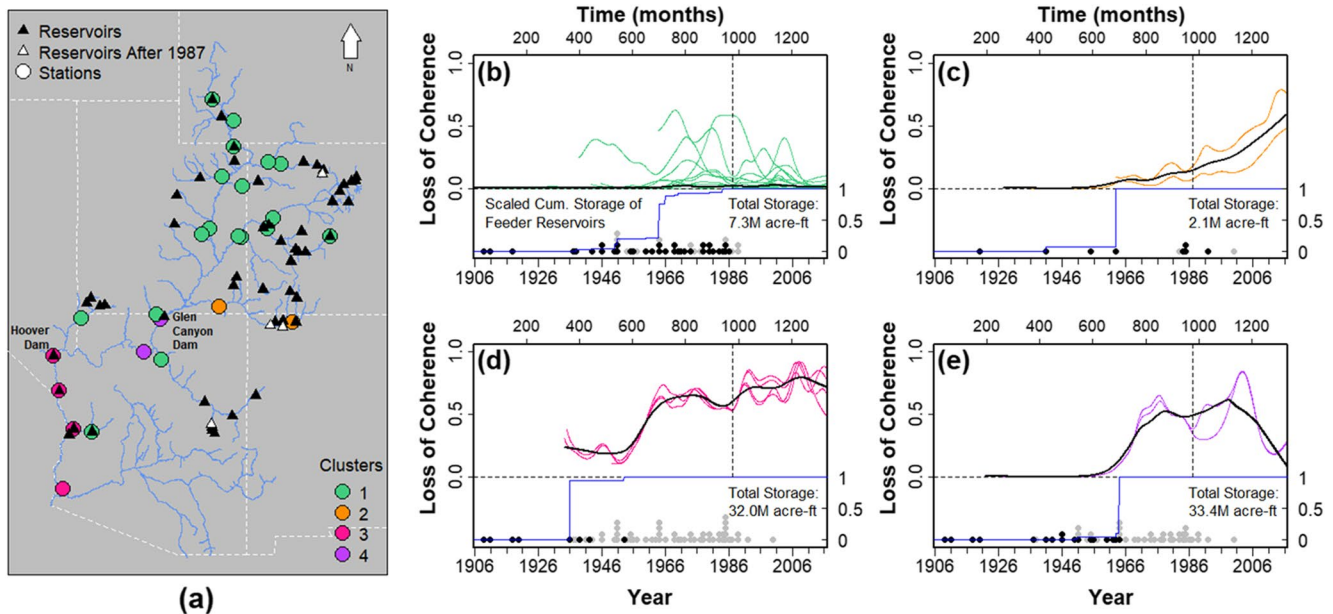 Reservoirs
Reservoirs After 1987
Stations
N
Hoover
Dam
Glen
Canyon
Dam
Clusters
1
2
3
4
(a)
Time (months)
200 400 600 800 1000 1200
(b)
Loss of Coherence
0.0 0.5 1.0
Scaled Cum. Storage of
Feeder Reservoirs
Total Storage:
7.3M acre-ft
0 0.5 1
1906 1926 1946 1966 1986 2006
Time (months)
200 400 600 800 1000 1200
(c)
Loss of Coherence
0.0 0.5 1.0
Total Storage:
2.1M acre-ft
0 0.5 1
1906 1926 1946 1966 1986 2006
200 400 600 800 1000 1200
(d)
Loss of Coherence
0.0 0.5 1.0
Total Storage:
32.0M acre-ft
0 0.5 1
1906 1926 1946 1966 1986 2006
Year
200 400 600 800 1000 1200
(e)
Loss of Coherence
0.0 0.5 1.0
Total Storage:
33.4M acre-ft
0 0.5 1
1906 1926 1946 1966 1986 2006
Year